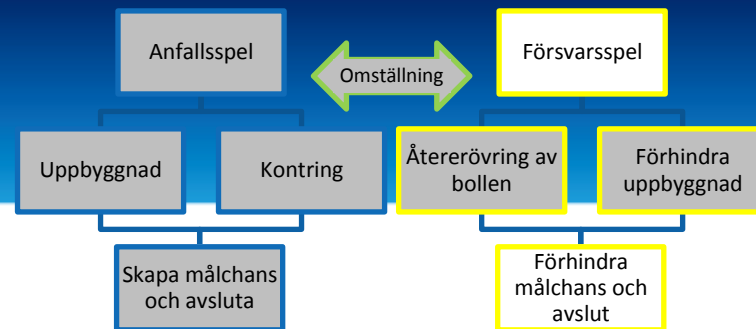 Anfallsspel
Omställning
Försvarsspel
Uppbyggnad
Kontring
Återerövring av
bollen
Förhindra
uppbyggnad
Skapa målchans
och avsluta
Förhindra
målchans och
avslut